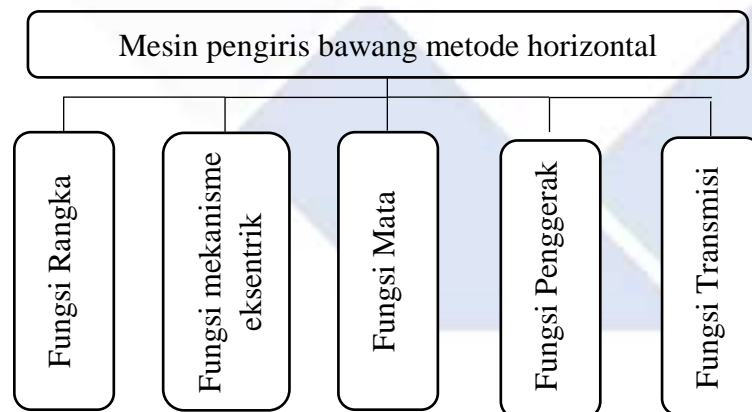 Mesin pengiris bawang metode horizontal
Fungsi Rangka
Fungsi mekanisme
eksentrik
Fungsi Mata
Fungsi Penggerak
Fungsi Transmisi